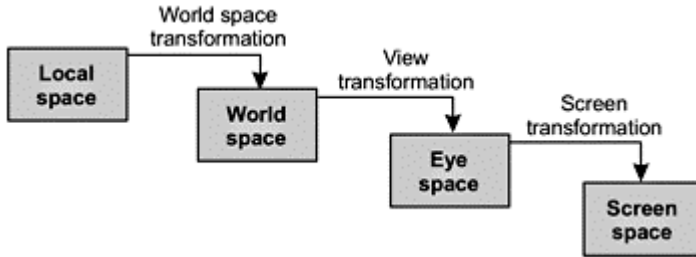 World space
transformation
Local
space
View
transformation
World
space
Screen
transformation
Eye
space
Screen
space